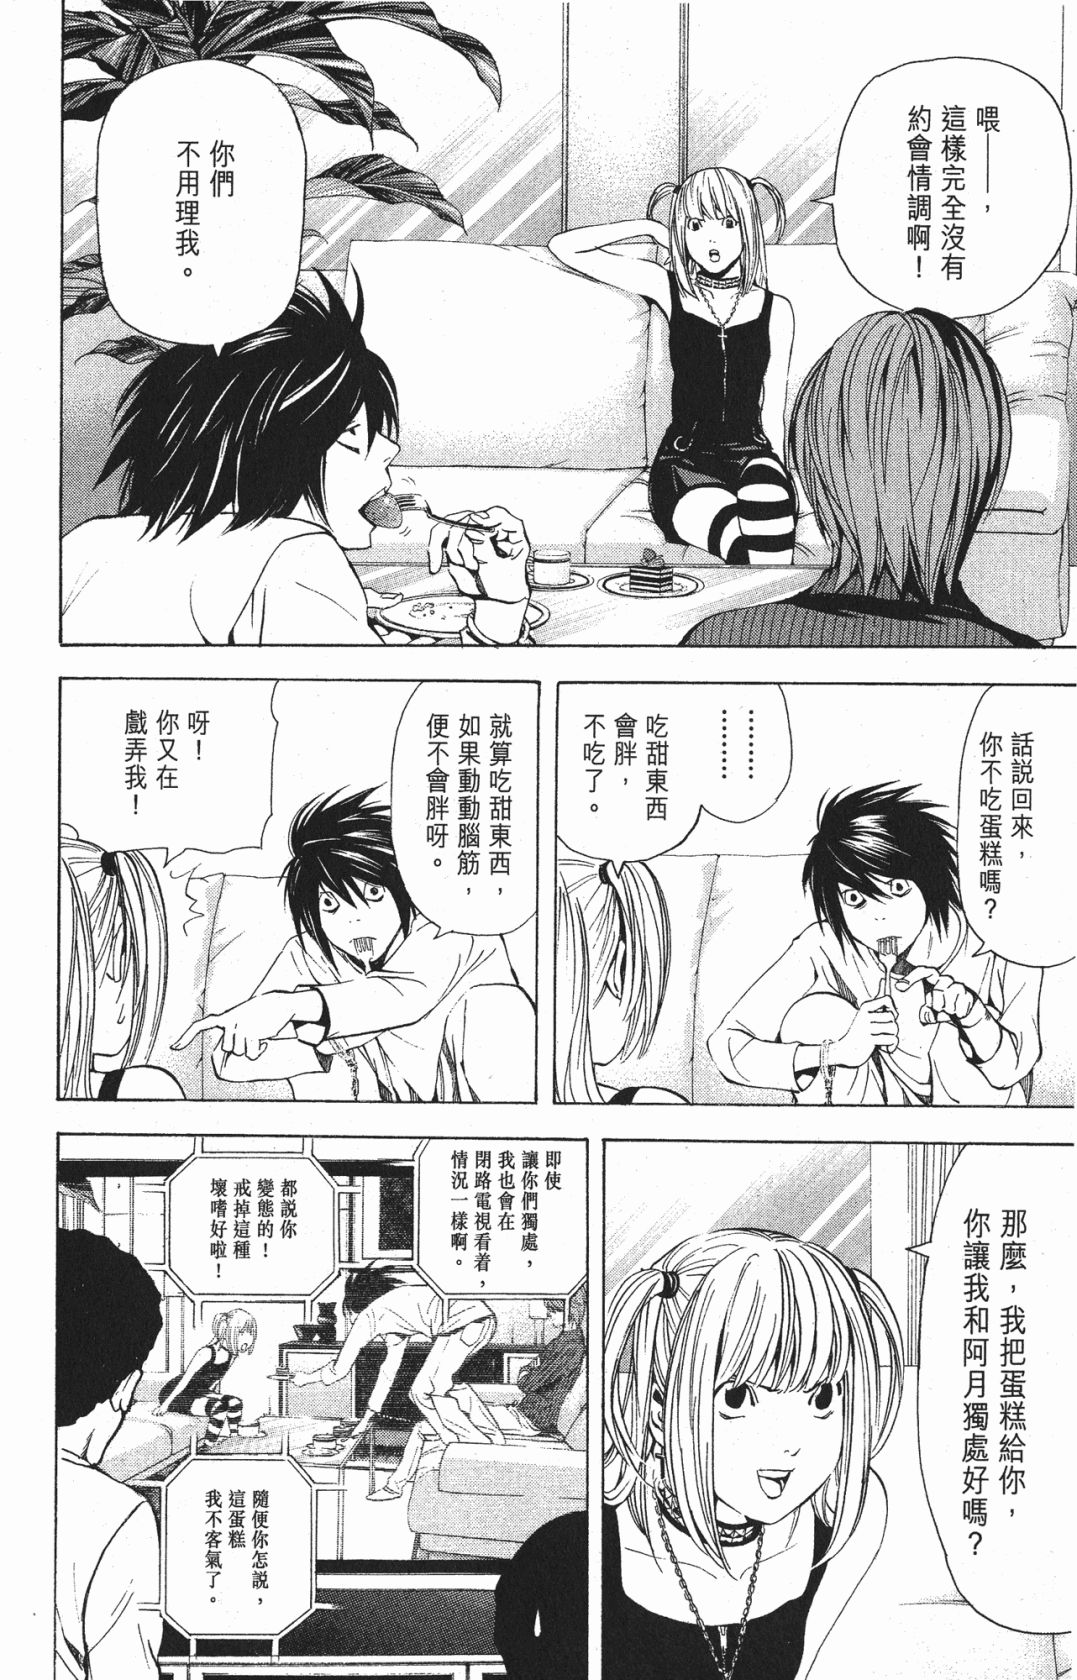 喂——，
這樣完全沒有
約會情調啊！
你們
不用理我。
話說回來，
你不吃蛋糕嗎？
………
………
吃甜東西
會胖，
不吃了。
就算吃甜東西，
如果動動腦筋，
便不會胖呀。
呀！
你又在
戲弄我！
那麼，我把蛋糕給你，
你讓我和阿月獨處好嗎？
即使
讓你們獨處，
我也會在
閉路電視看着，
情況一樣啊。
都說你
變態的！
戒掉這種
壞嗜好啦！
隨便你怎說，
這蛋糕
我不客氣了。